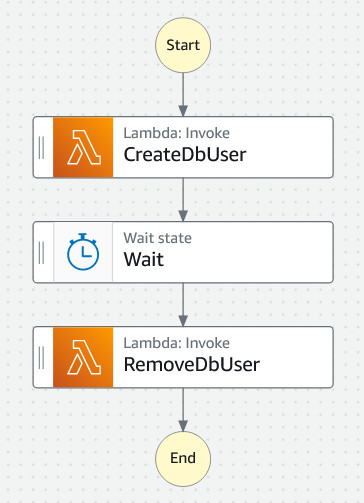 Start
Lambda: Invoke
CreateDbUser
Wait state
Wait
Lambda: Invoke
RemoveDbUser
End